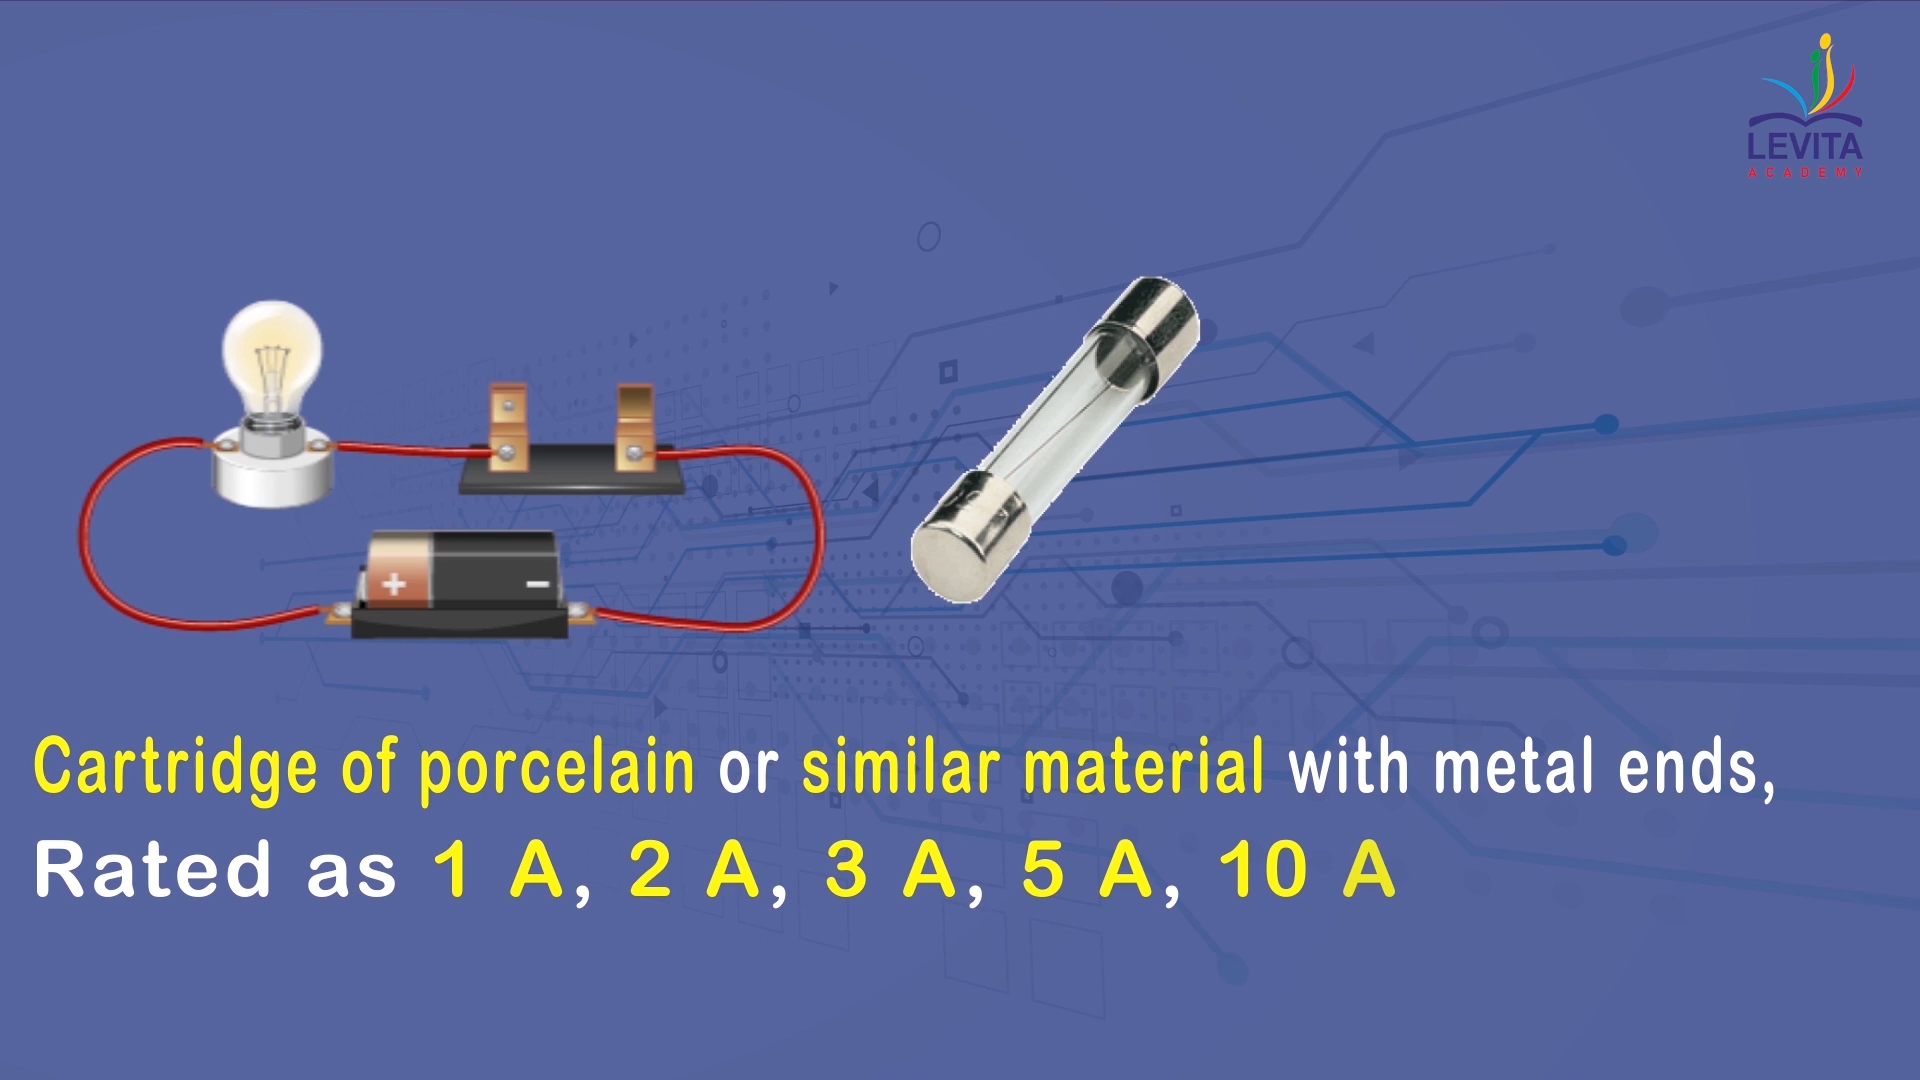 LEVITA
ACADEMY
+ -
Cartridge of porcelain or similar material with metal ends,
Rated as 1 A, 2 A, 3 A, 5 A, 10 A